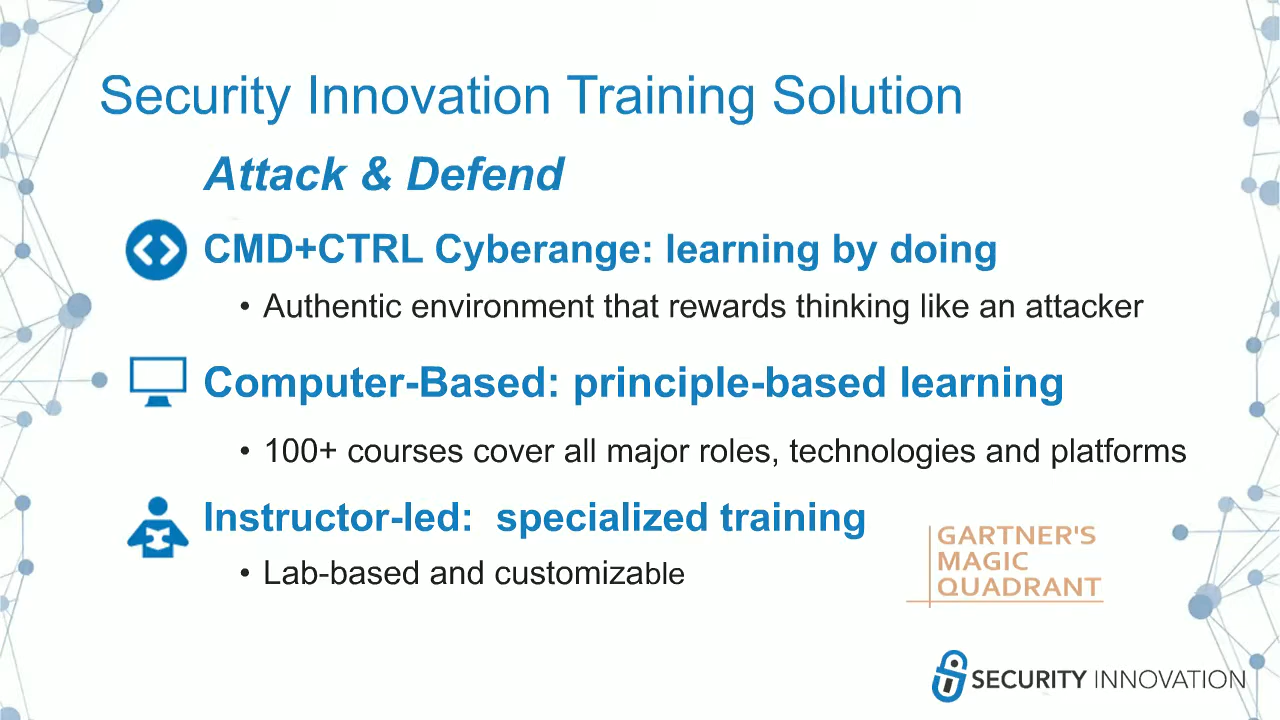 Security Innovation Training Solution
Attack & Defend
CMD+CTRL Cyberange: learning by doing
• Authentic environment that rewards thinking like an attacker
Computer-Based: principle-based learning
• 100+ courses cover all major roles, technologies and platforms
Instructor-led:  specialized training
• Lab-based and customizable
GARTNER'S
MAGIC
QUADRANT
SECURITY INNOVATION